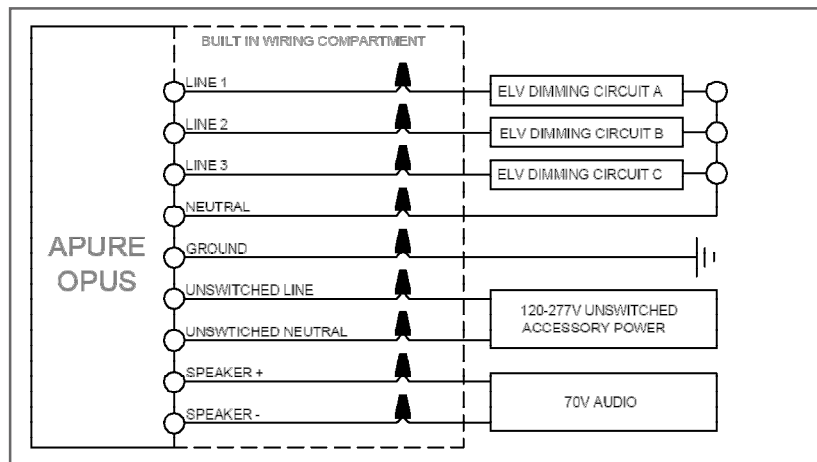 BUILT IN WIRING COMPARTMENT
LINE 1
ELV DIMMING CIRCUIT A
LINE 2
ELV DIMMING CIRCUIT B
LINE 3
ELV DIMMING CIRCUIT C
NEUTRAL
APURE
OPUS
GROUND
UNSWITCHED LINE
120-277V UNSWITCHED
ACCESSORY POWER
UNSWTICHED NEUTRAL
SPEAKER +
70V AUDIO
SPEAKER -